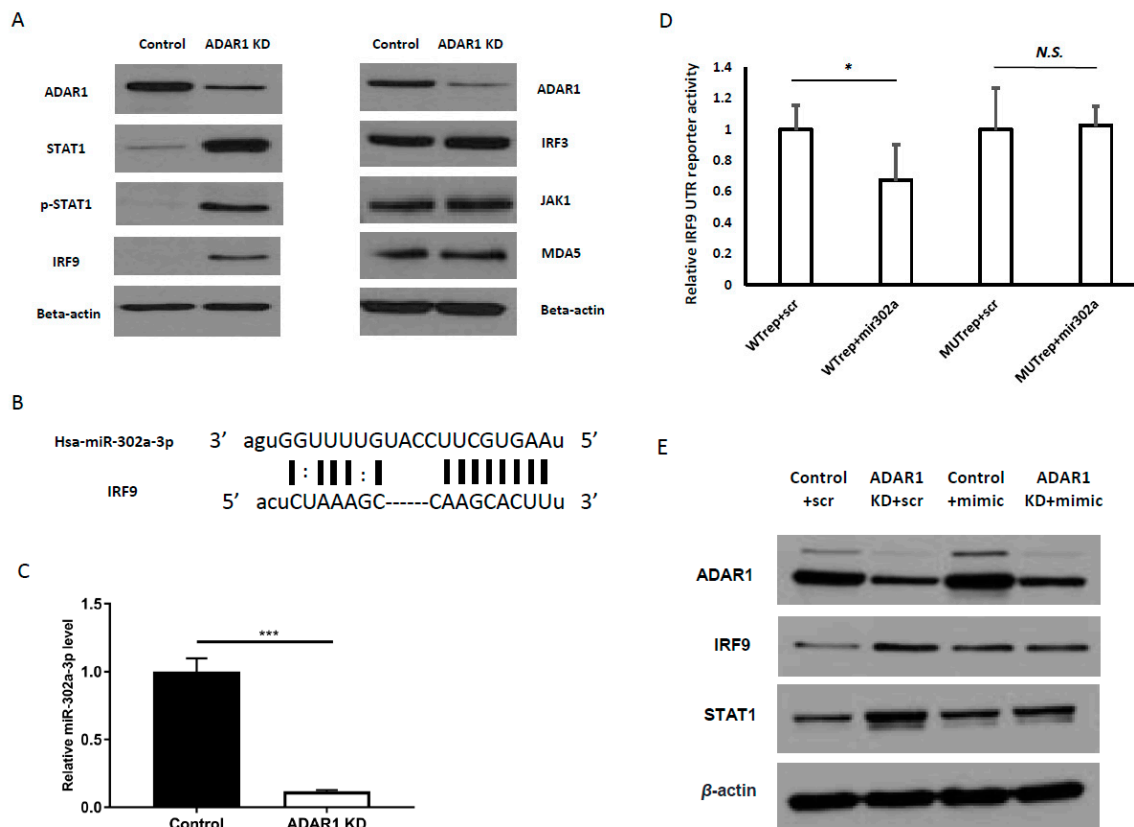 A
Control ADAR1 KD
ADAR1
STAT1
p-STAT1
IRF9
Beta-actin
Control ADAR1 KD
ADAR1
IRF3
JAK1
MDA5
Beta-actin
B
Hsa-miR-302a-3p 3’ aguGGUUUUGUACCUUCGUGAAu 5’
: :
IRF9
5’ acuCUAAAGC------CAAGCACUUu 3’
C
Relative miR-302a-3p level
1.5
1.0
0.5
0.0
***
Control ADAR1 KD
D
Relative IRF9 UTR reporter activity
1.4
1.2
1
0.8
0.6
0.4
0.2
0
* N.S.
WTrep+scr
WTrep+mir302a
MUTrep+scr
MUTrep+mir302a
E
Control ADAR1 Control ADAR1
+scr KD+scr +mimic KD+mimic
ADAR1
IRF9
STAT1
β-actin